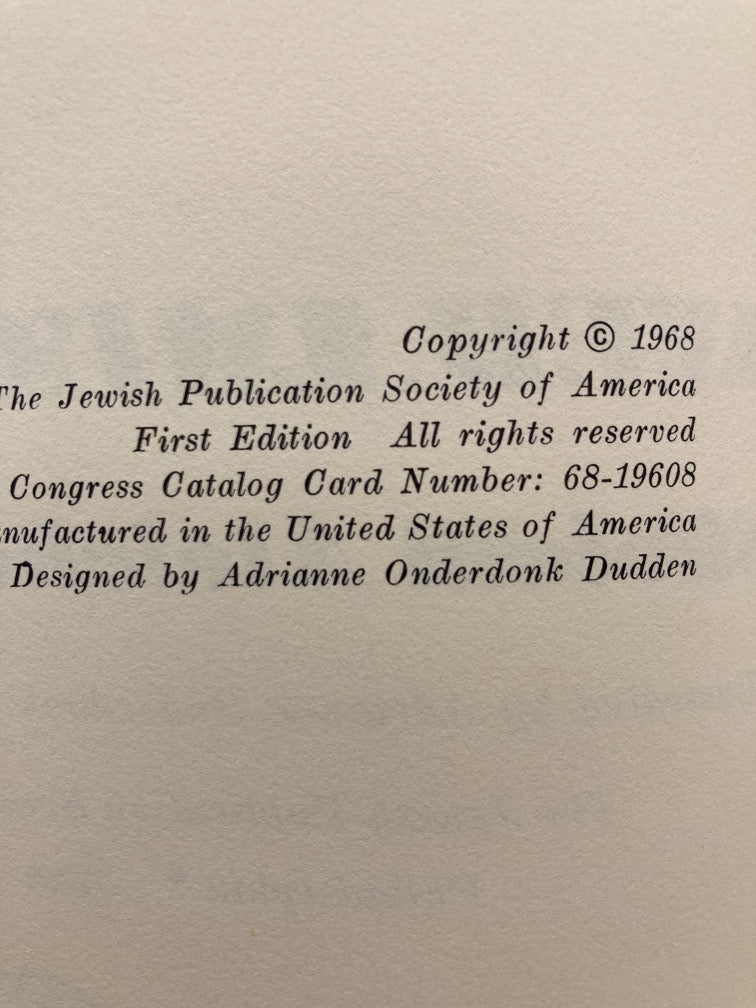 Copyright © 1968
The Jewish Publication Society of America
First Edition All rights reserved
Congress Catalog Card Number: 68-19608
nufactured in the United States of America
Designed by Adrianne Onderdonk Dudden